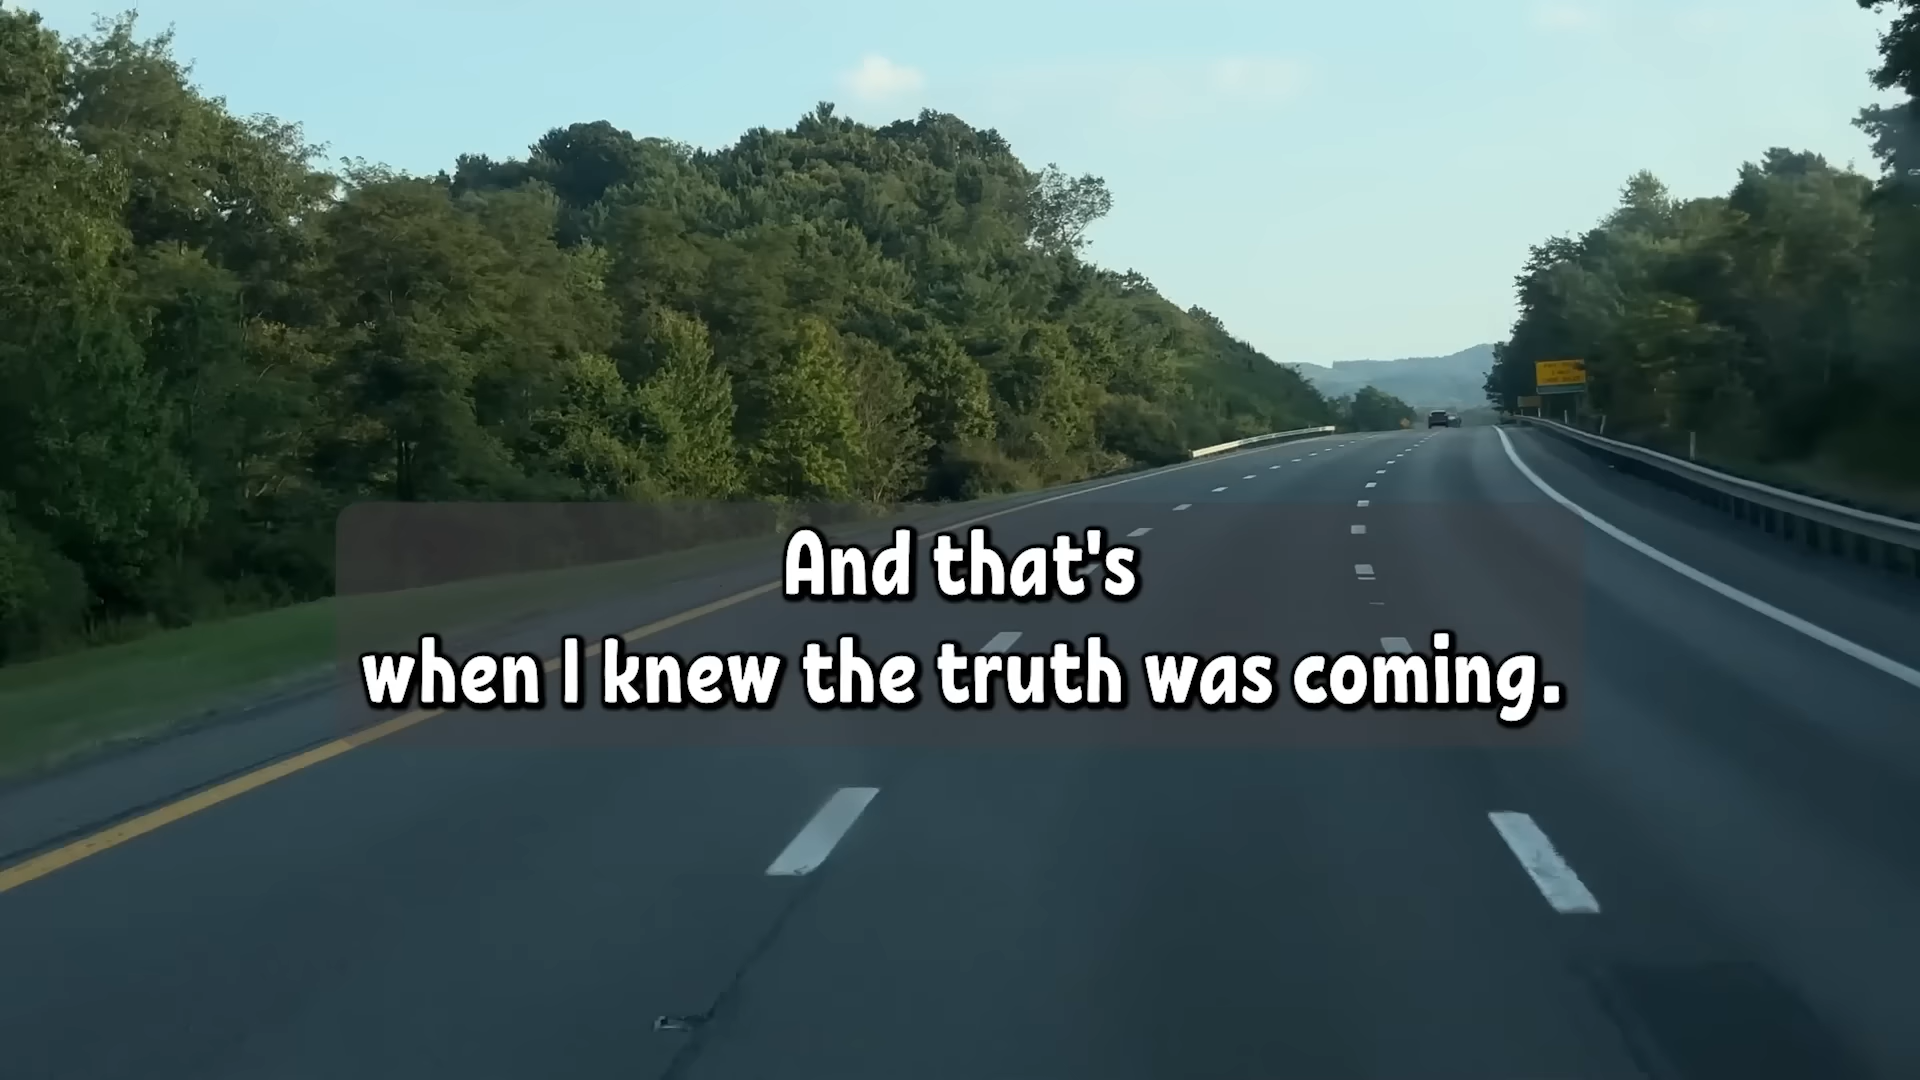 And that's
when I knew the truth was coming.